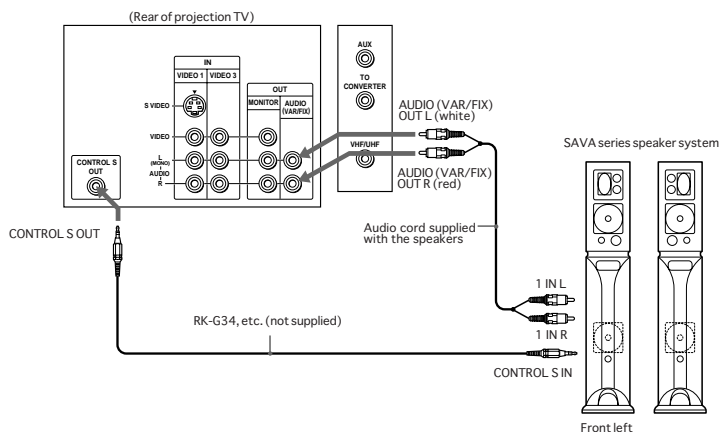 (Rear of projection TV)
IN
VIDEO 1 VIDEO 3
S VIDEO
VIDEO
L
(MONO)
AUDIO
R
OUT
MONITOR AUDIO
(VAR/FIX)
CONTROL S
OUT
AUX
TO
CONVERTER
VHF/UHF
AUDIO (VAR/FIX)
OUT L (white)
AUDIO (VAR/FIX)
OUT R (red)
SAVA series speaker system
CONTROL S OUT
Audio cord supplied
with the speakers
1 IN L
1 IN R
RK-G34, etc. (not supplied)
CONTROL S IN
Front left